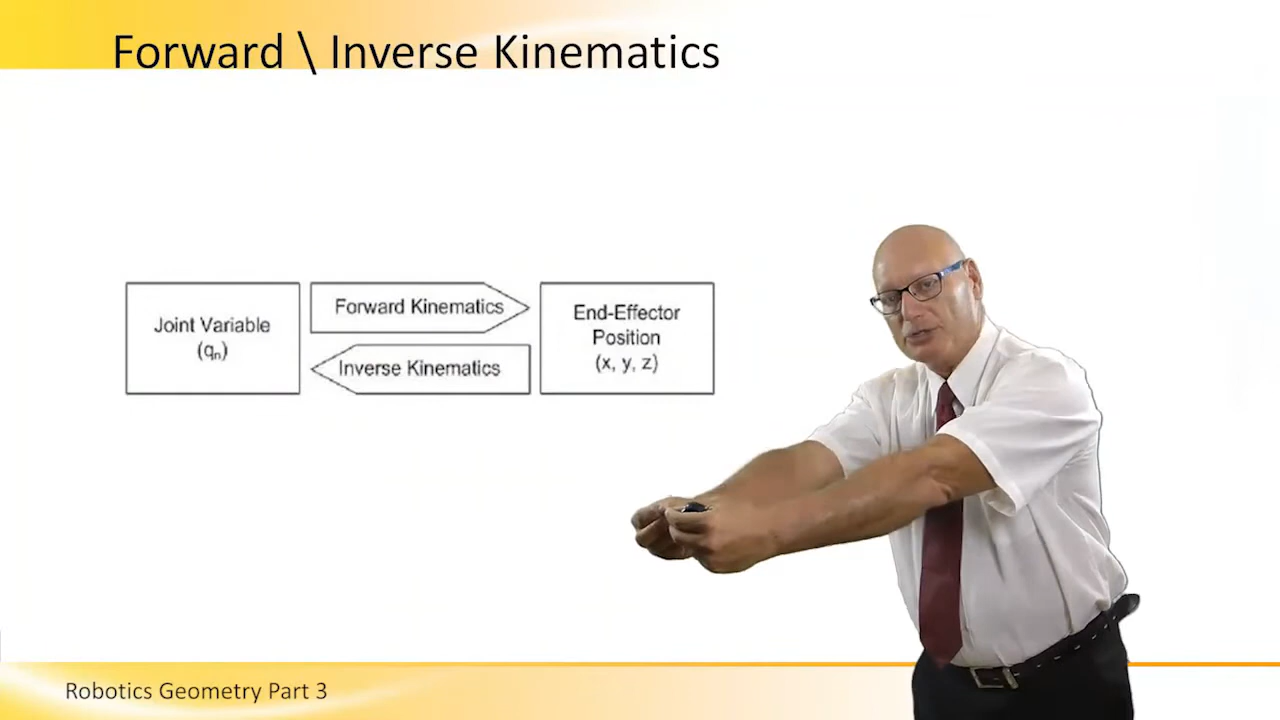 Forward \ Inverse Kinematics
Joint Variable
(qₙ)
Forward Kinematics
Inverse Kinematics
End-Effector
Position
(x, y, z)
Robotics Geometry Part 3